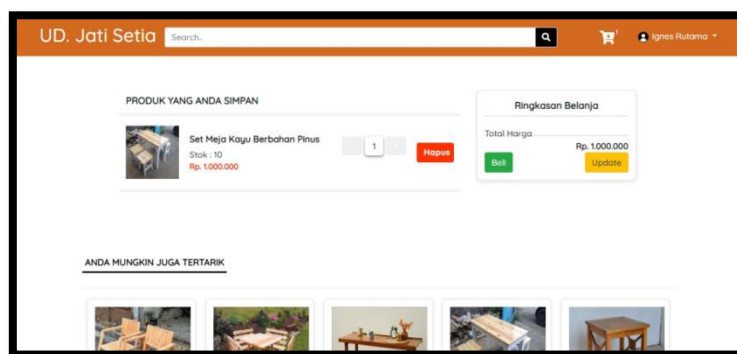 UD. Jati Setia
Search..
1
Ignes Rutama
PRODUK YANG ANDA SIMPAN
Set Meja Kayu Berbahan Pinus
Stok : 10
Rp. 1.000.000
1
Hapus
Ringkasan Belanja
Total Harga
Rp. 1.000.000
Beli
Update
ANDA MUNGKIN JUGA TERTARIK